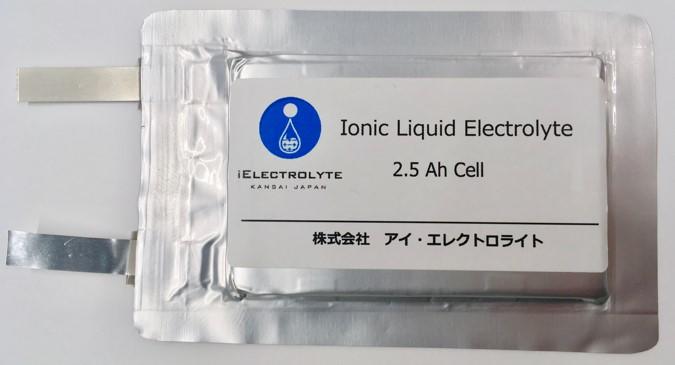 Ionic Liquid Electrolyte
2.5 Ah Cell
iELECTROLYTE
KANSAI JAPAN
株式会社 アイ・エレクトロライト